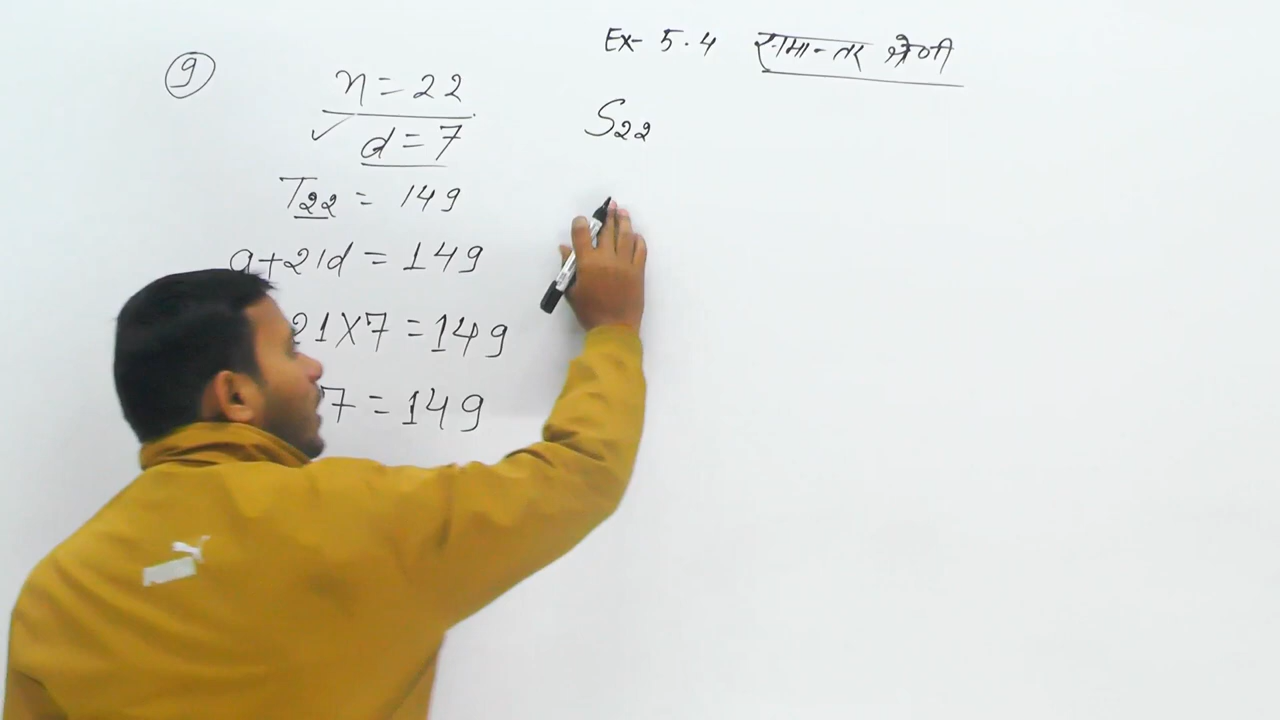 Ex- 5.4 समान्तर श्रेणी
9
n = 22
d = 7
S22
T22 = 149
a+21d = 149
21X7 = 149
7 = 149